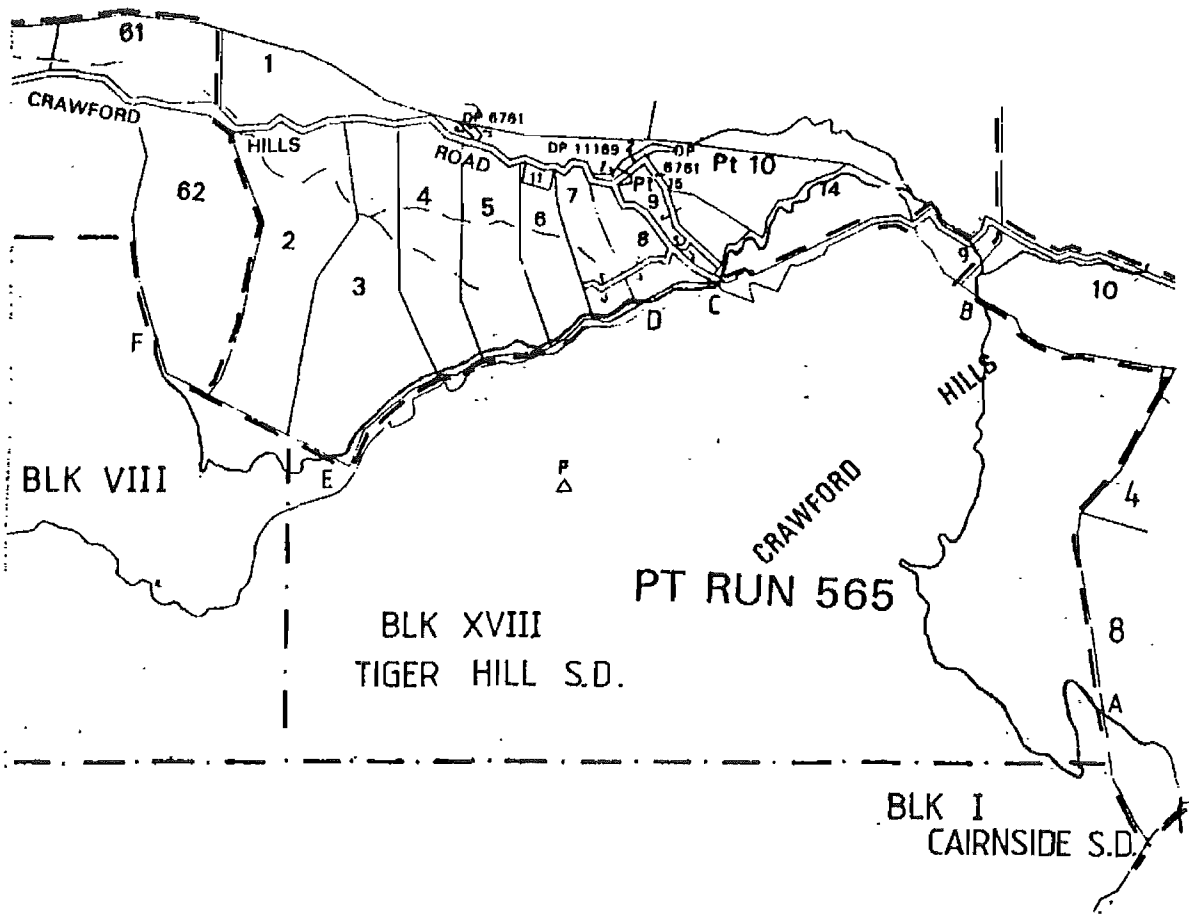 61
1
CRAWFORD
HILLS
ROAD
DP 6761
DP 11169
DP
6761
Pt 10
62
2
3
4
5
11
6
7
Pt
9
15
8
14
9
10
F
E
D
C
B
HILLS
CRAWFORD
P
BLK VIII
PT RUN 565
4
8
A
BLK XVIII
TIGER HILL S.D.
BLK I
CAIRNSIDE S.D.